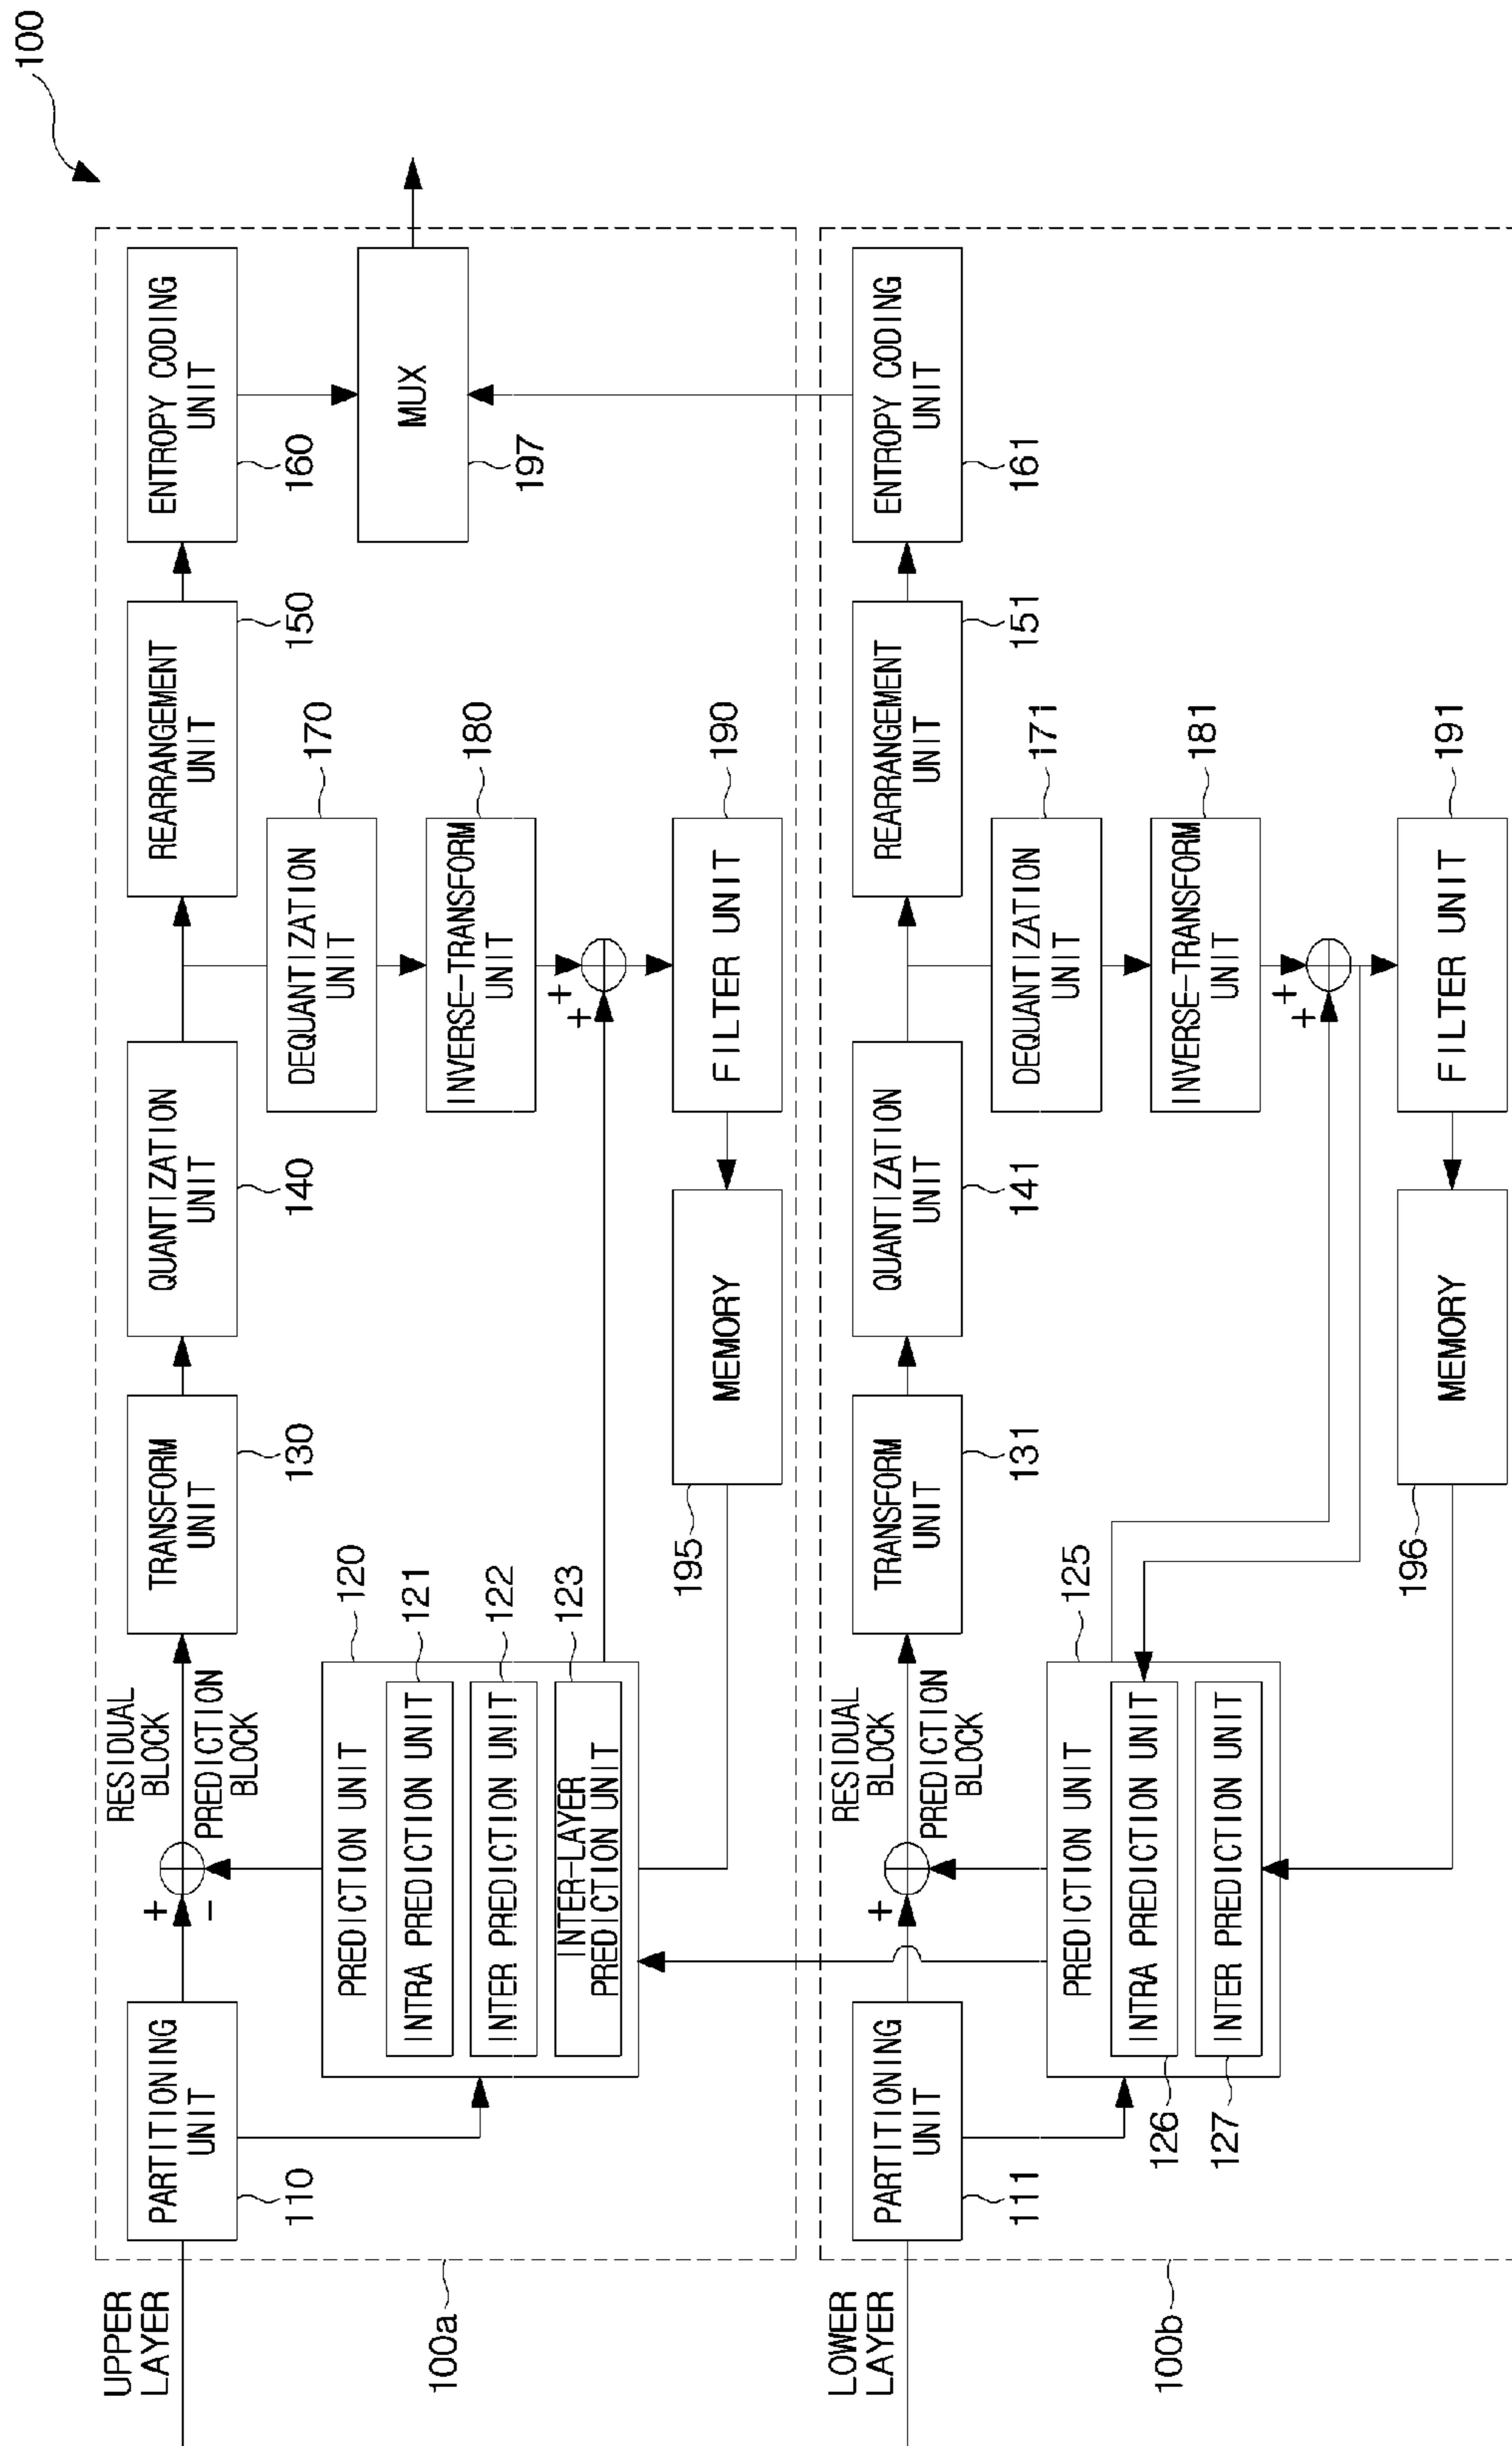 100
UPPER
LAYER
100a
PARTITIONING
UNIT
110
+
−
RESIDUAL
BLOCK
PREDICTION
BLOCK
TRANSFORM
UNIT
130
QUANTIZATION
UNIT
140
REARRANGEMENT
UNIT
150
ENTROPY CODING
UNIT
160
MUX
197
DEQUANTIZATION
UNIT
170
INVERSE-TRANSFORM
UNIT
180
+
+
FILTER UNIT
190
MEMORY
195
PREDICTION UNIT
120
INTRA PREDICTION UNIT
121
INTER PREDICTION UNIT
122
INTER-LAYER
PREDICTION UNIT
123
LOWER
LAYER
100b
PARTITIONING
UNIT
111
+
RESIDUAL
BLOCK
PREDICTION
BLOCK
TRANSFORM
UNIT
131
QUANTIZATION
UNIT
141
REARRANGEMENT
UNIT
151
ENTROPY CODING
UNIT
161
DEQUANTIZATION
UNIT
171
INVERSE-TRANSFORM
UNIT
181
+
+
FILTER UNIT
191
MEMORY
196
PREDICTION UNIT
125
INTRA PREDICTION UNIT
126
INTER PREDICTION UNIT
127